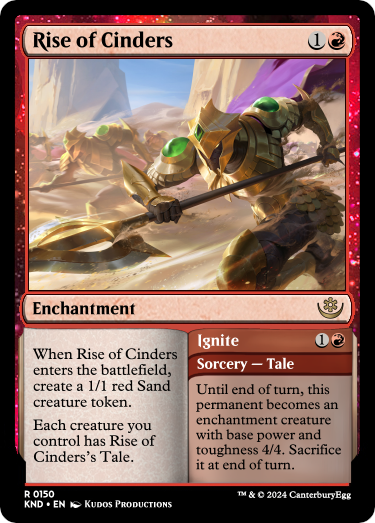 Rise of Cinders 1
Enchantment
When Rise of Cinders
enters the battlefield,
create a 1/1 red Sand
creature token.
Each creature you
control has Rise of
Cinders's Tale.
Ignite 1
Sorcery — Tale
Until end of turn, this
permanent becomes an
enchantment creature
with base power and
toughness 4/4. Sacrifice
it at end of turn.
R 0150
KND • EN Kudos Productions
™ & © 2024 CanterburyEgg